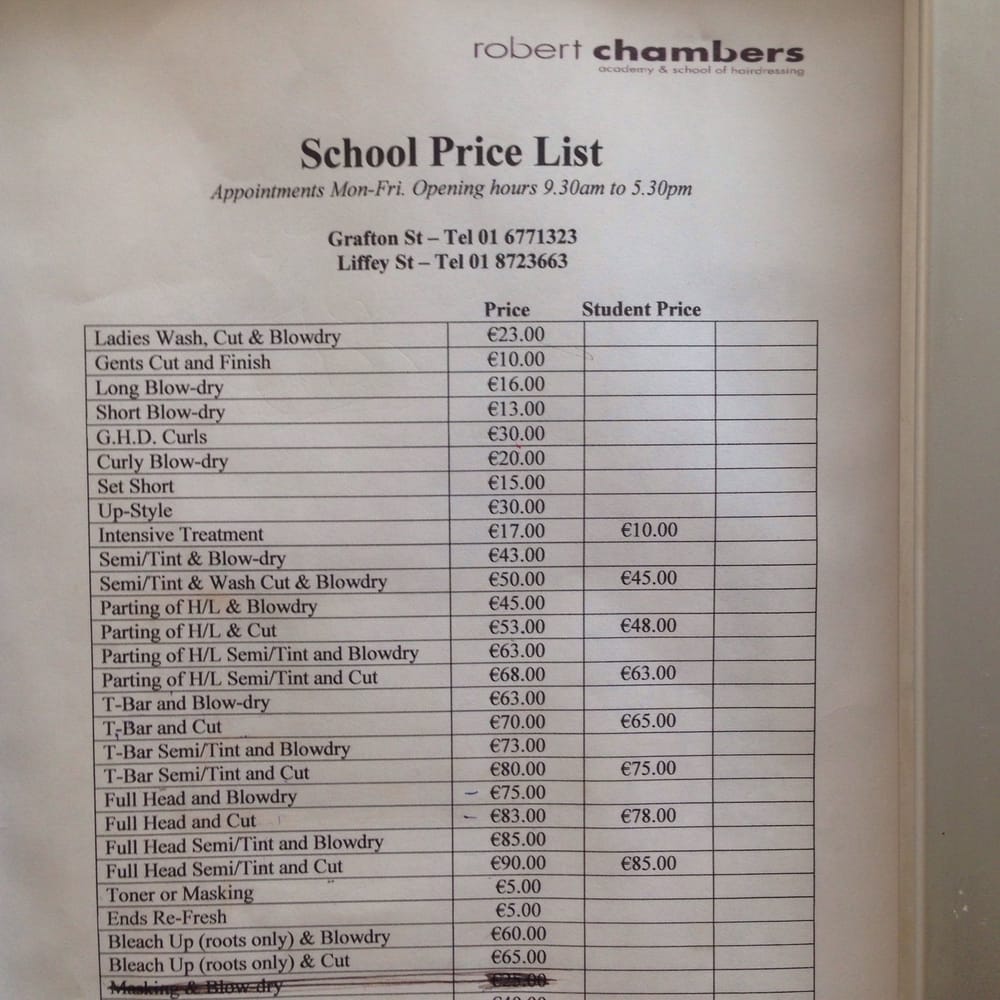 robert chambers
academy & school of hairdressing
School Price List
Appointments Mon-Fri. Opening hours 9.30am to 5.30pm
Grafton St – Tel 01 6771323
Liffey St – Tel 01 8723663
Price Student Price
Ladies Wash, Cut & Blowdry €23.00
Gents Cut and Finish €10.00
Long Blow-dry €16.00
Short Blow-dry €13.00
G.H.D. Curls €30.00
Curly Blow-dry €20.00
Set Short €15.00
Up-Style €30.00
Intensive Treatment €17.00 €10.00
Semi/Tint & Blow-dry €43.00
Semi/Tint & Wash Cut & Blowdry €50.00 €45.00
Parting of H/L & Blowdry €45.00
Parting of H/L & Cut €53.00 €48.00
Parting of H/L Semi/Tint and Blowdry €63.00
Parting of H/L Semi/Tint and Cut €68.00 €63.00
T-Bar and Blow-dry €63.00
T-Bar and Cut €70.00 €65.00
T-Bar Semi/Tint and Blowdry €73.00
T-Bar Semi/Tint and Cut €80.00 €75.00
Full Head and Blowdry €75.00
Full Head and Cut €83.00 €78.00
Full Head Semi/Tint and Blowdry €85.00
Full Head Semi/Tint and Cut €90.00 €85.00
Toner or Masking €5.00
Ends Re-Fresh €5.00
Bleach Up (roots only) & Blowdry €60.00
Bleach Up (roots only) & Cut €65.00
Masking & Blow-dry €25.00